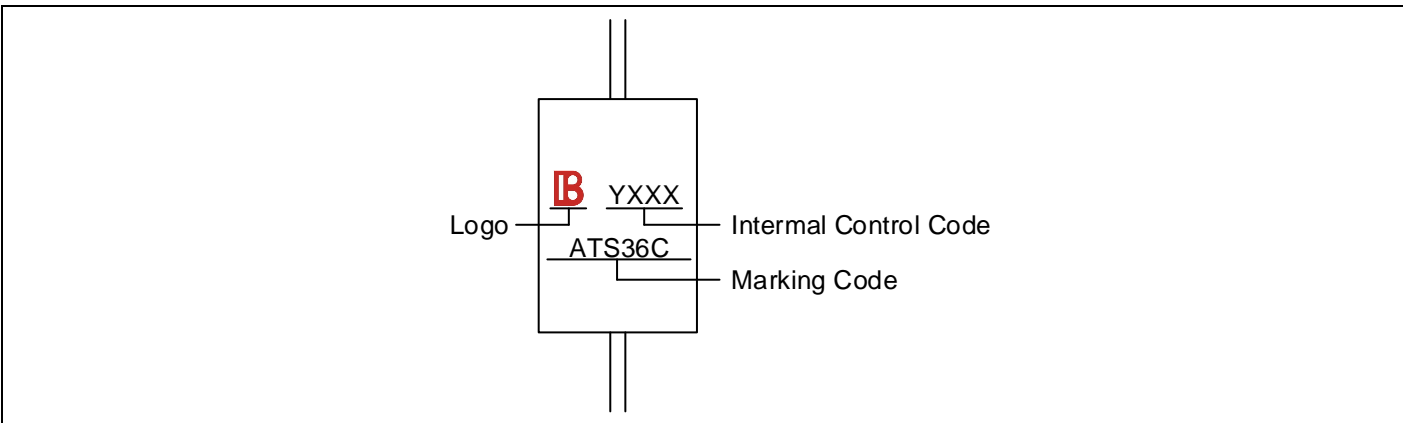 B YXXX
Logo
Intermal Control Code
ATS36C
Marking Code